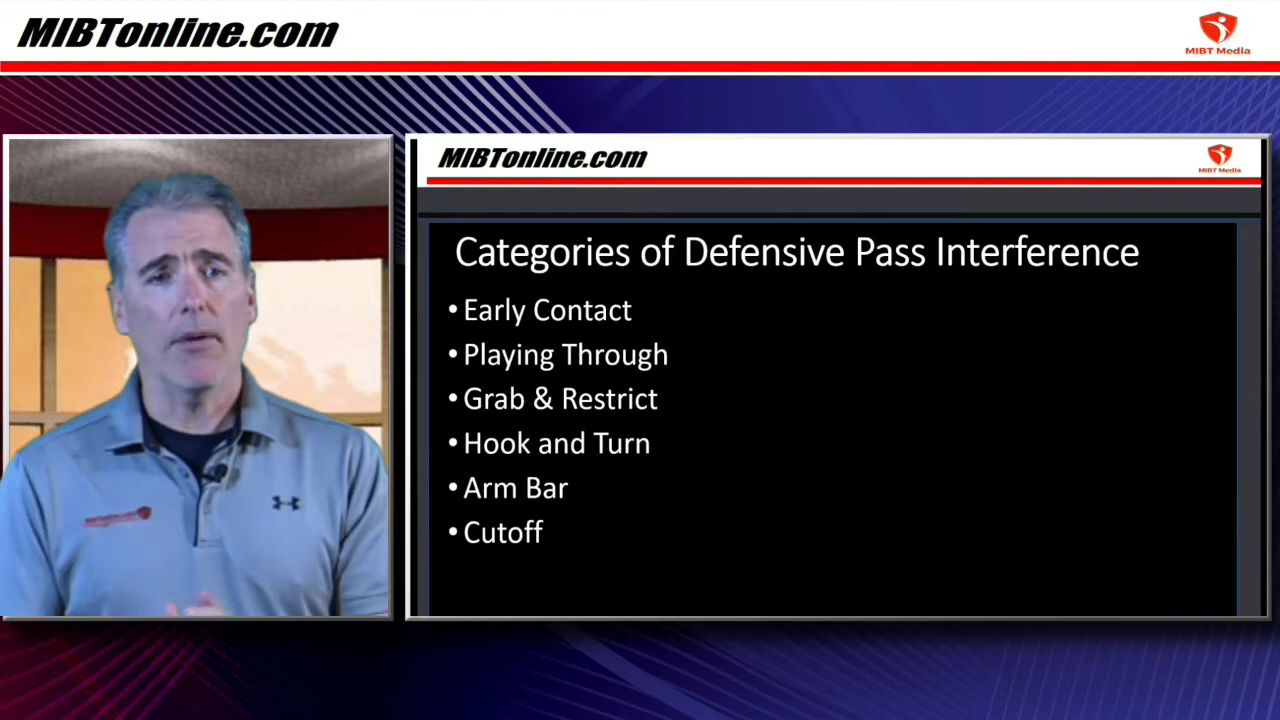 MIBTonline.com
MIBT Media
MIBTonline.com
MIBT Media
Categories of Defensive Pass Interference
• Early Contact
• Playing Through
• Grab & Restrict
• Hook and Turn
• Arm Bar
• Cutoff